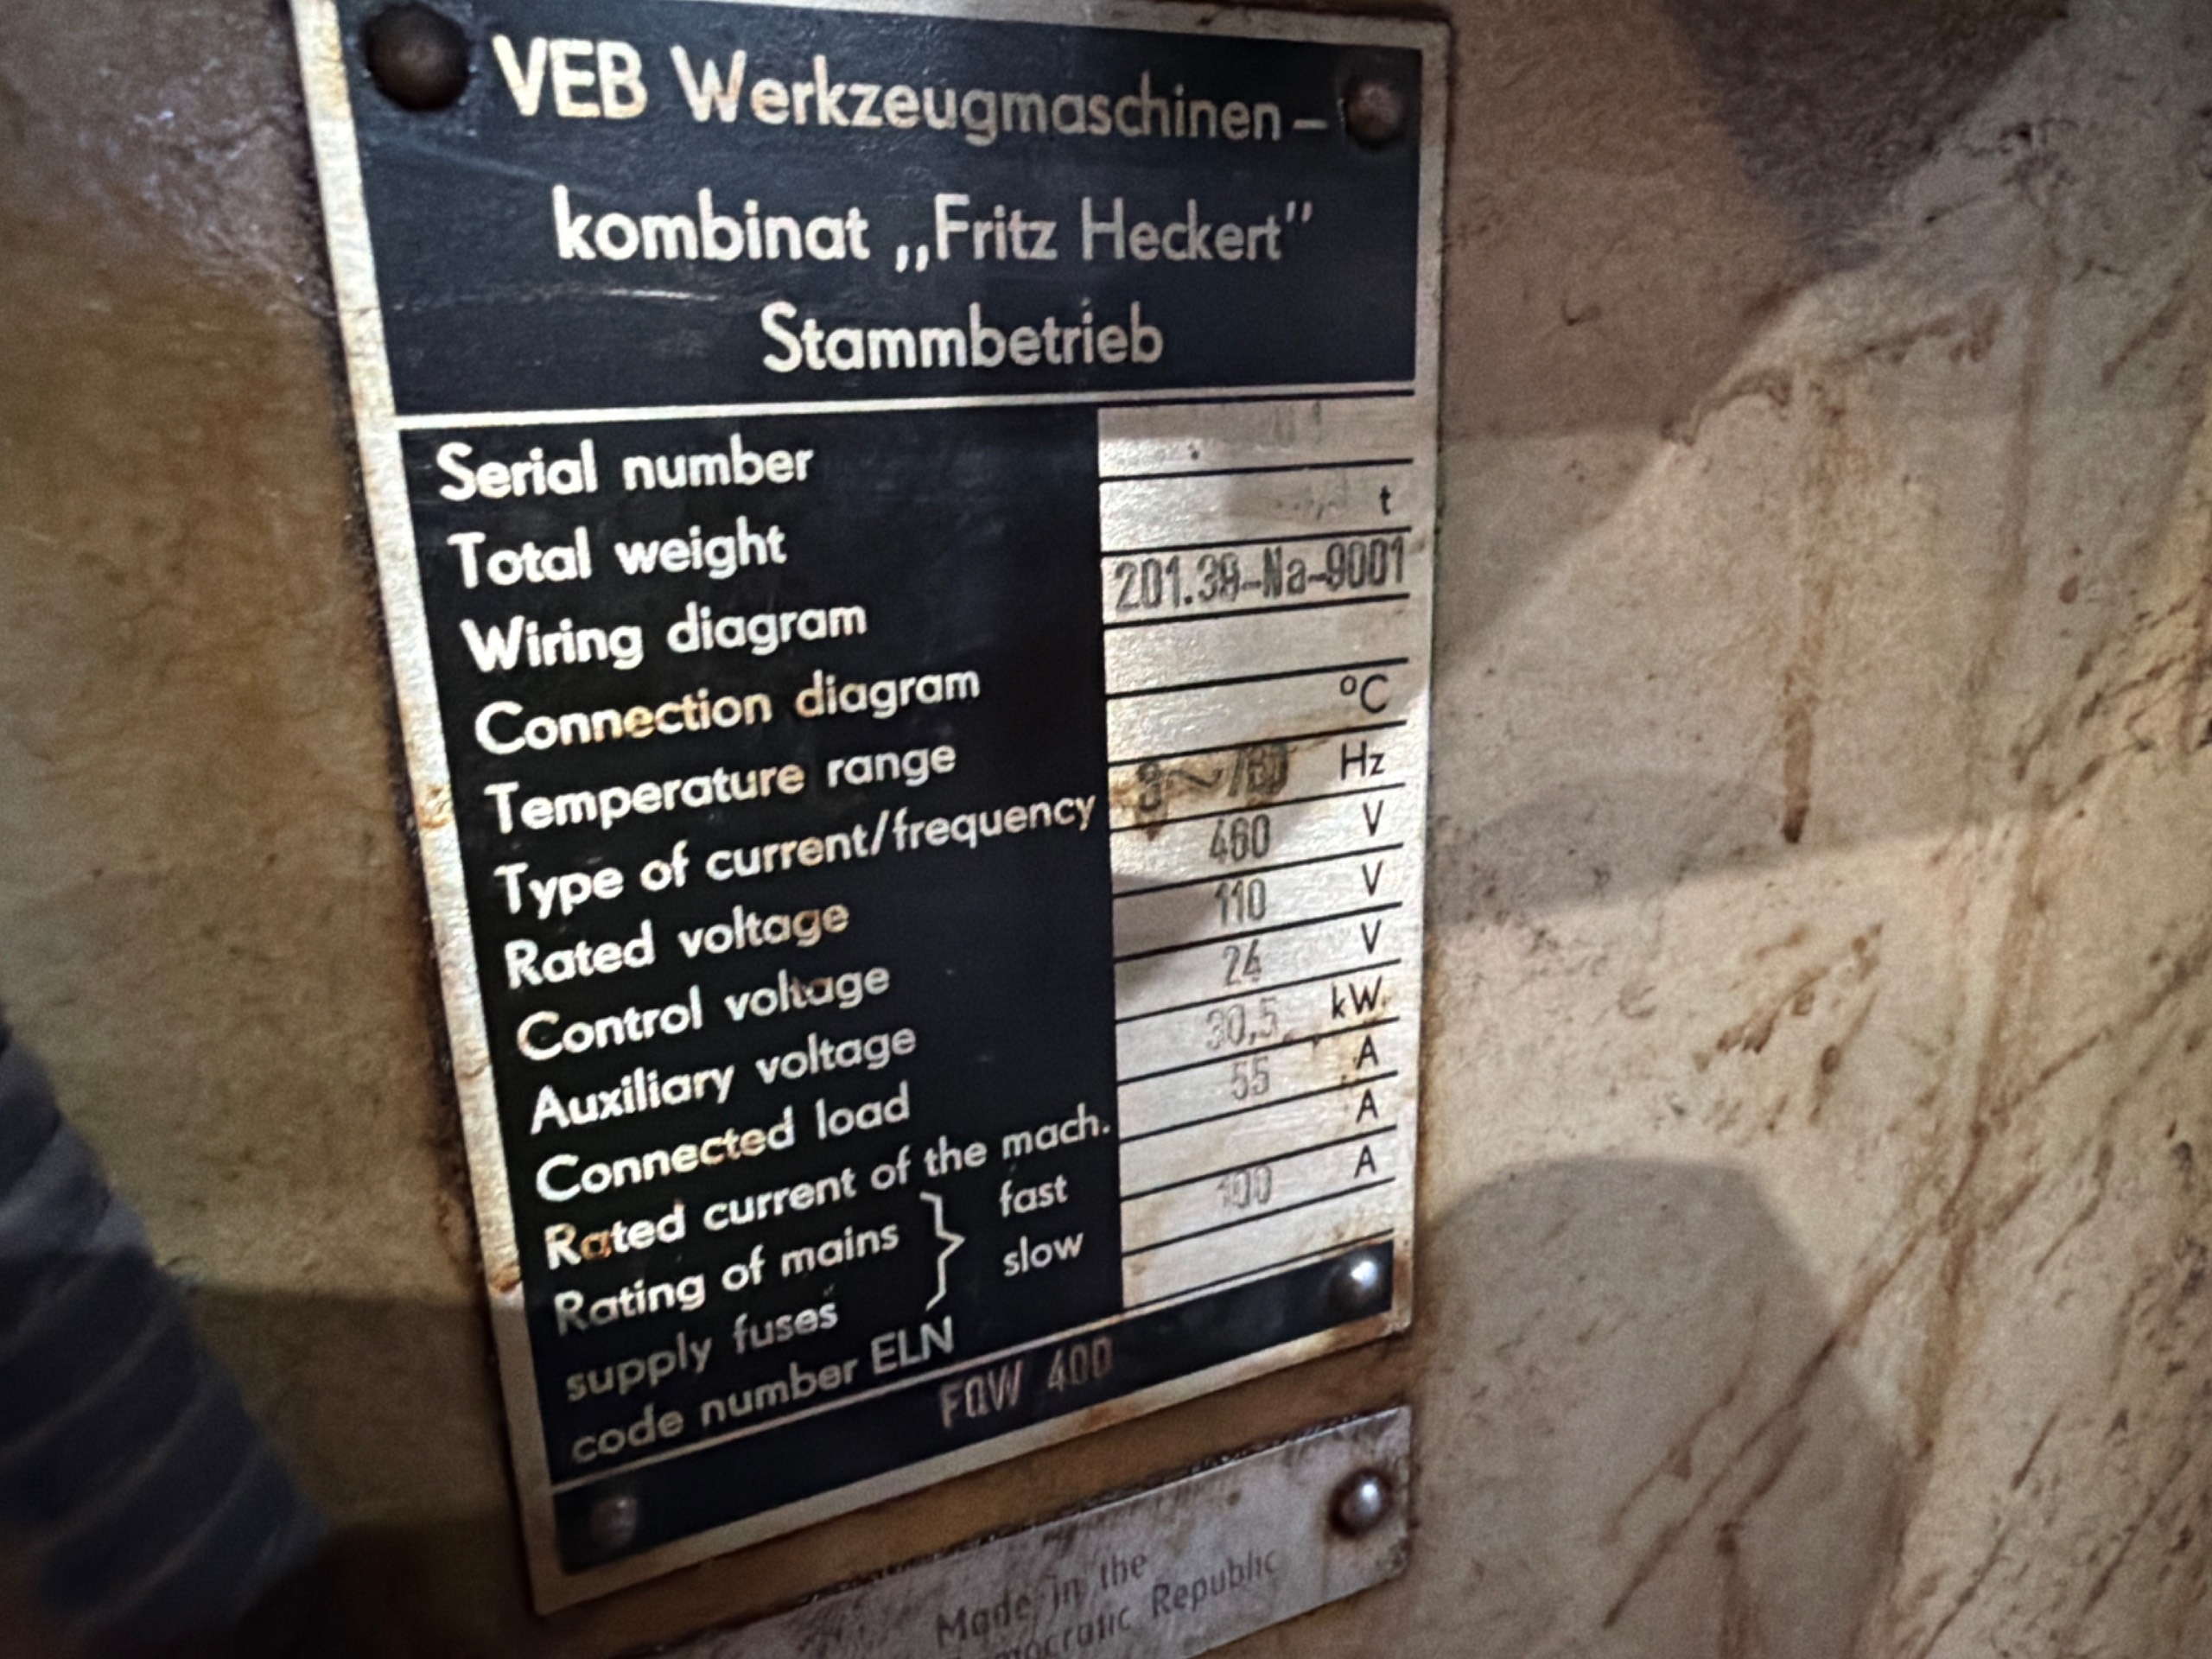 VEB Werkzeugmaschinen–
kombinat „Fritz Heckert”
Stammbetrieb
Serial number
Total weight t
Wiring diagram 201.39-Na-9001
Connection diagram
Temperature range °C
Type of current/frequency 3~/60 Hz
Rated voltage 460 V
Control voltage 110 V
Auxiliary voltage 24 V
Connected load 30,5 kW
Rated current of the mach. 55 A
Rating of mains fast A
supply fuses slow 100 A
code number ELN
FQW 400
Made in the
Republic